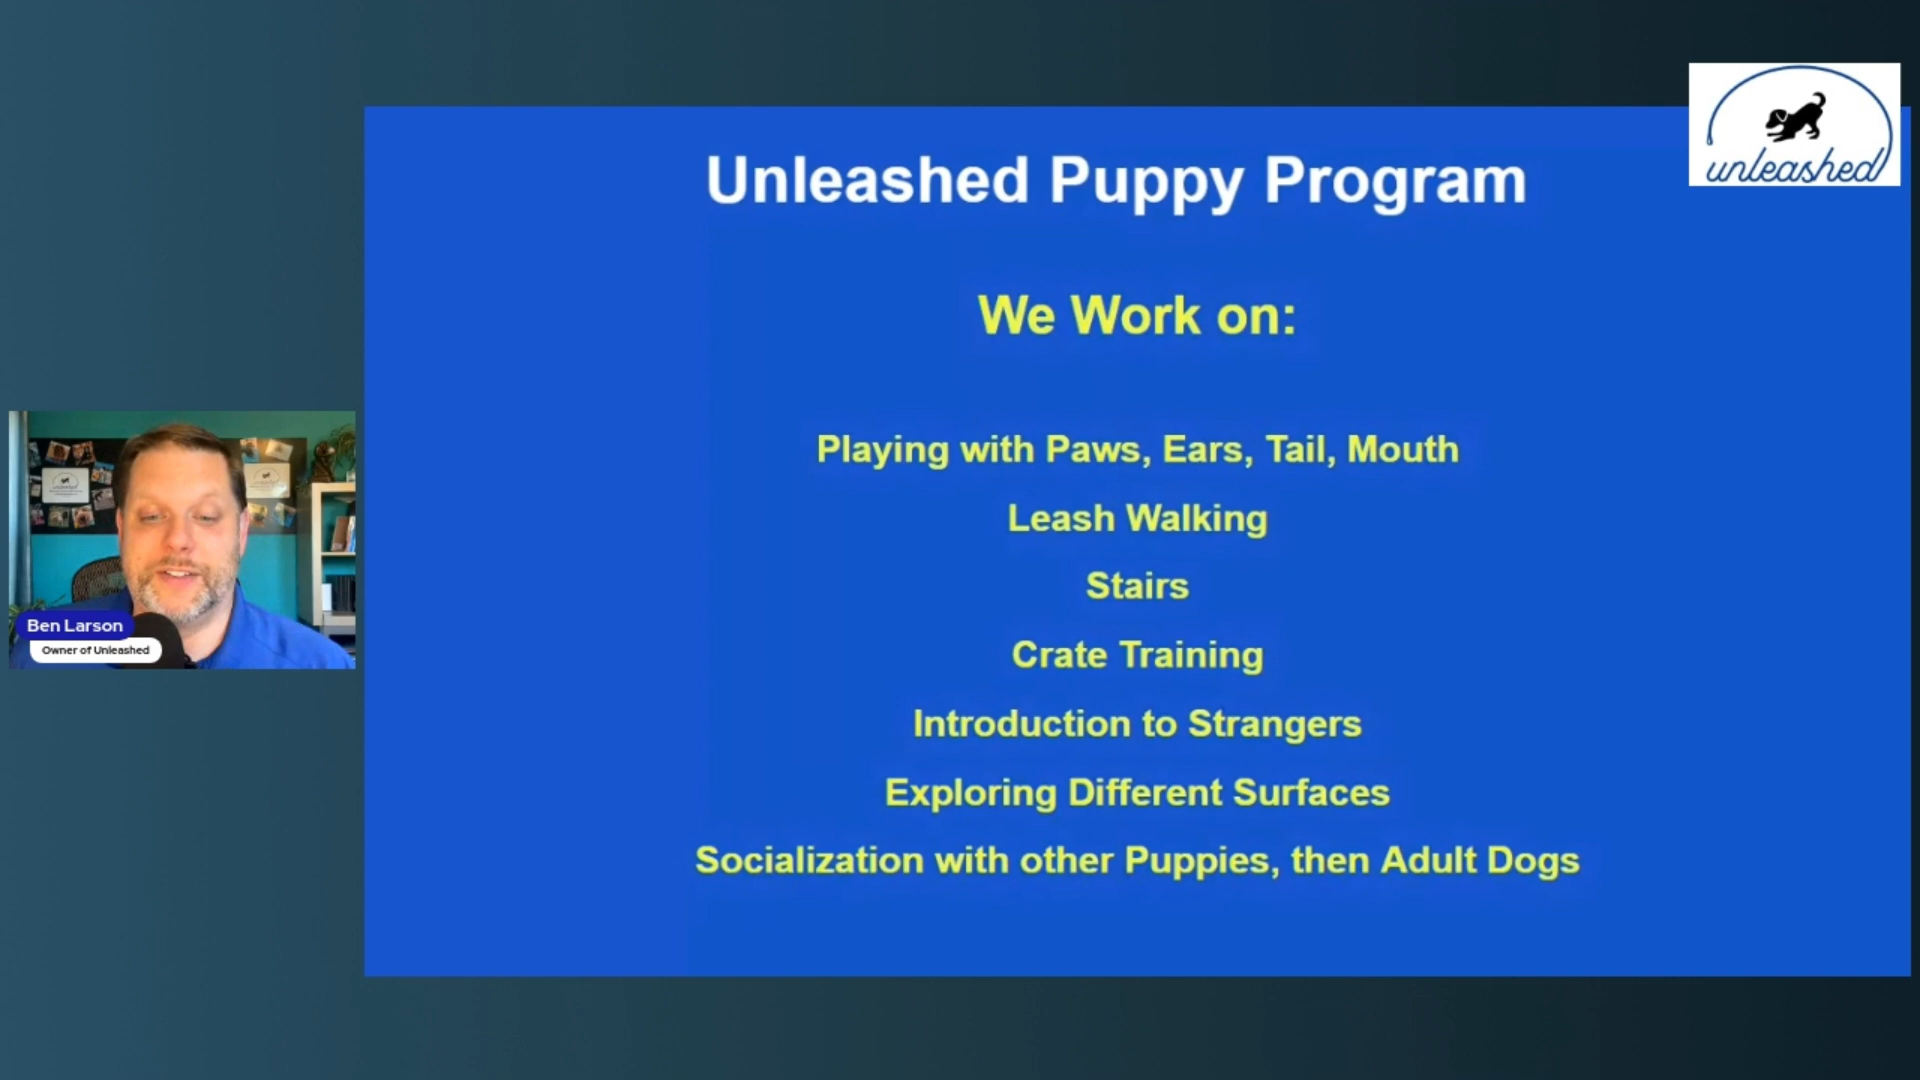 unleashed
Unleashed Puppy Program
We Work on:
Playing with Paws, Ears, Tail, Mouth
Leash Walking
Stairs
Crate Training
Introduction to Strangers
Exploring Different Surfaces
Socialization with other Puppies, then Adult Dogs
Ben Larson
Owner of Unleashed